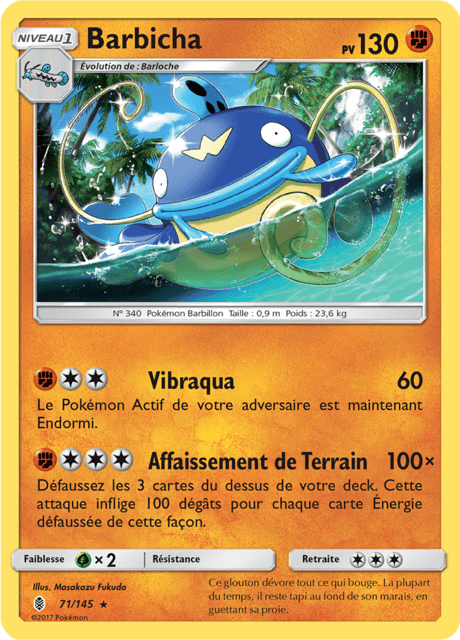 NIVEAU 1
Barbicha
PV 130
Évolution de : Barloche
N° 340 Pokémon Barbillon Taille : 0,9 m Poids : 23,6 kg
Vibraqua 60
Le Pokémon Actif de votre adversaire est maintenant
Endormi.
Affaissement de Terrain 100×
Défaussez les 3 cartes du dessus de votre deck. Cette
attaque inflige 100 dégâts pour chaque carte Énergie
défaussée de cette façon.
Faiblesse ×2 Résistance Retraite
Illus. Masakazu Fukuda
71/145 ★
©2017 Pokémon
Ce glouton dévore tout ce qui bouge. La plupart
du temps, il reste tapi au fond de son marais, en
guettant sa proie.